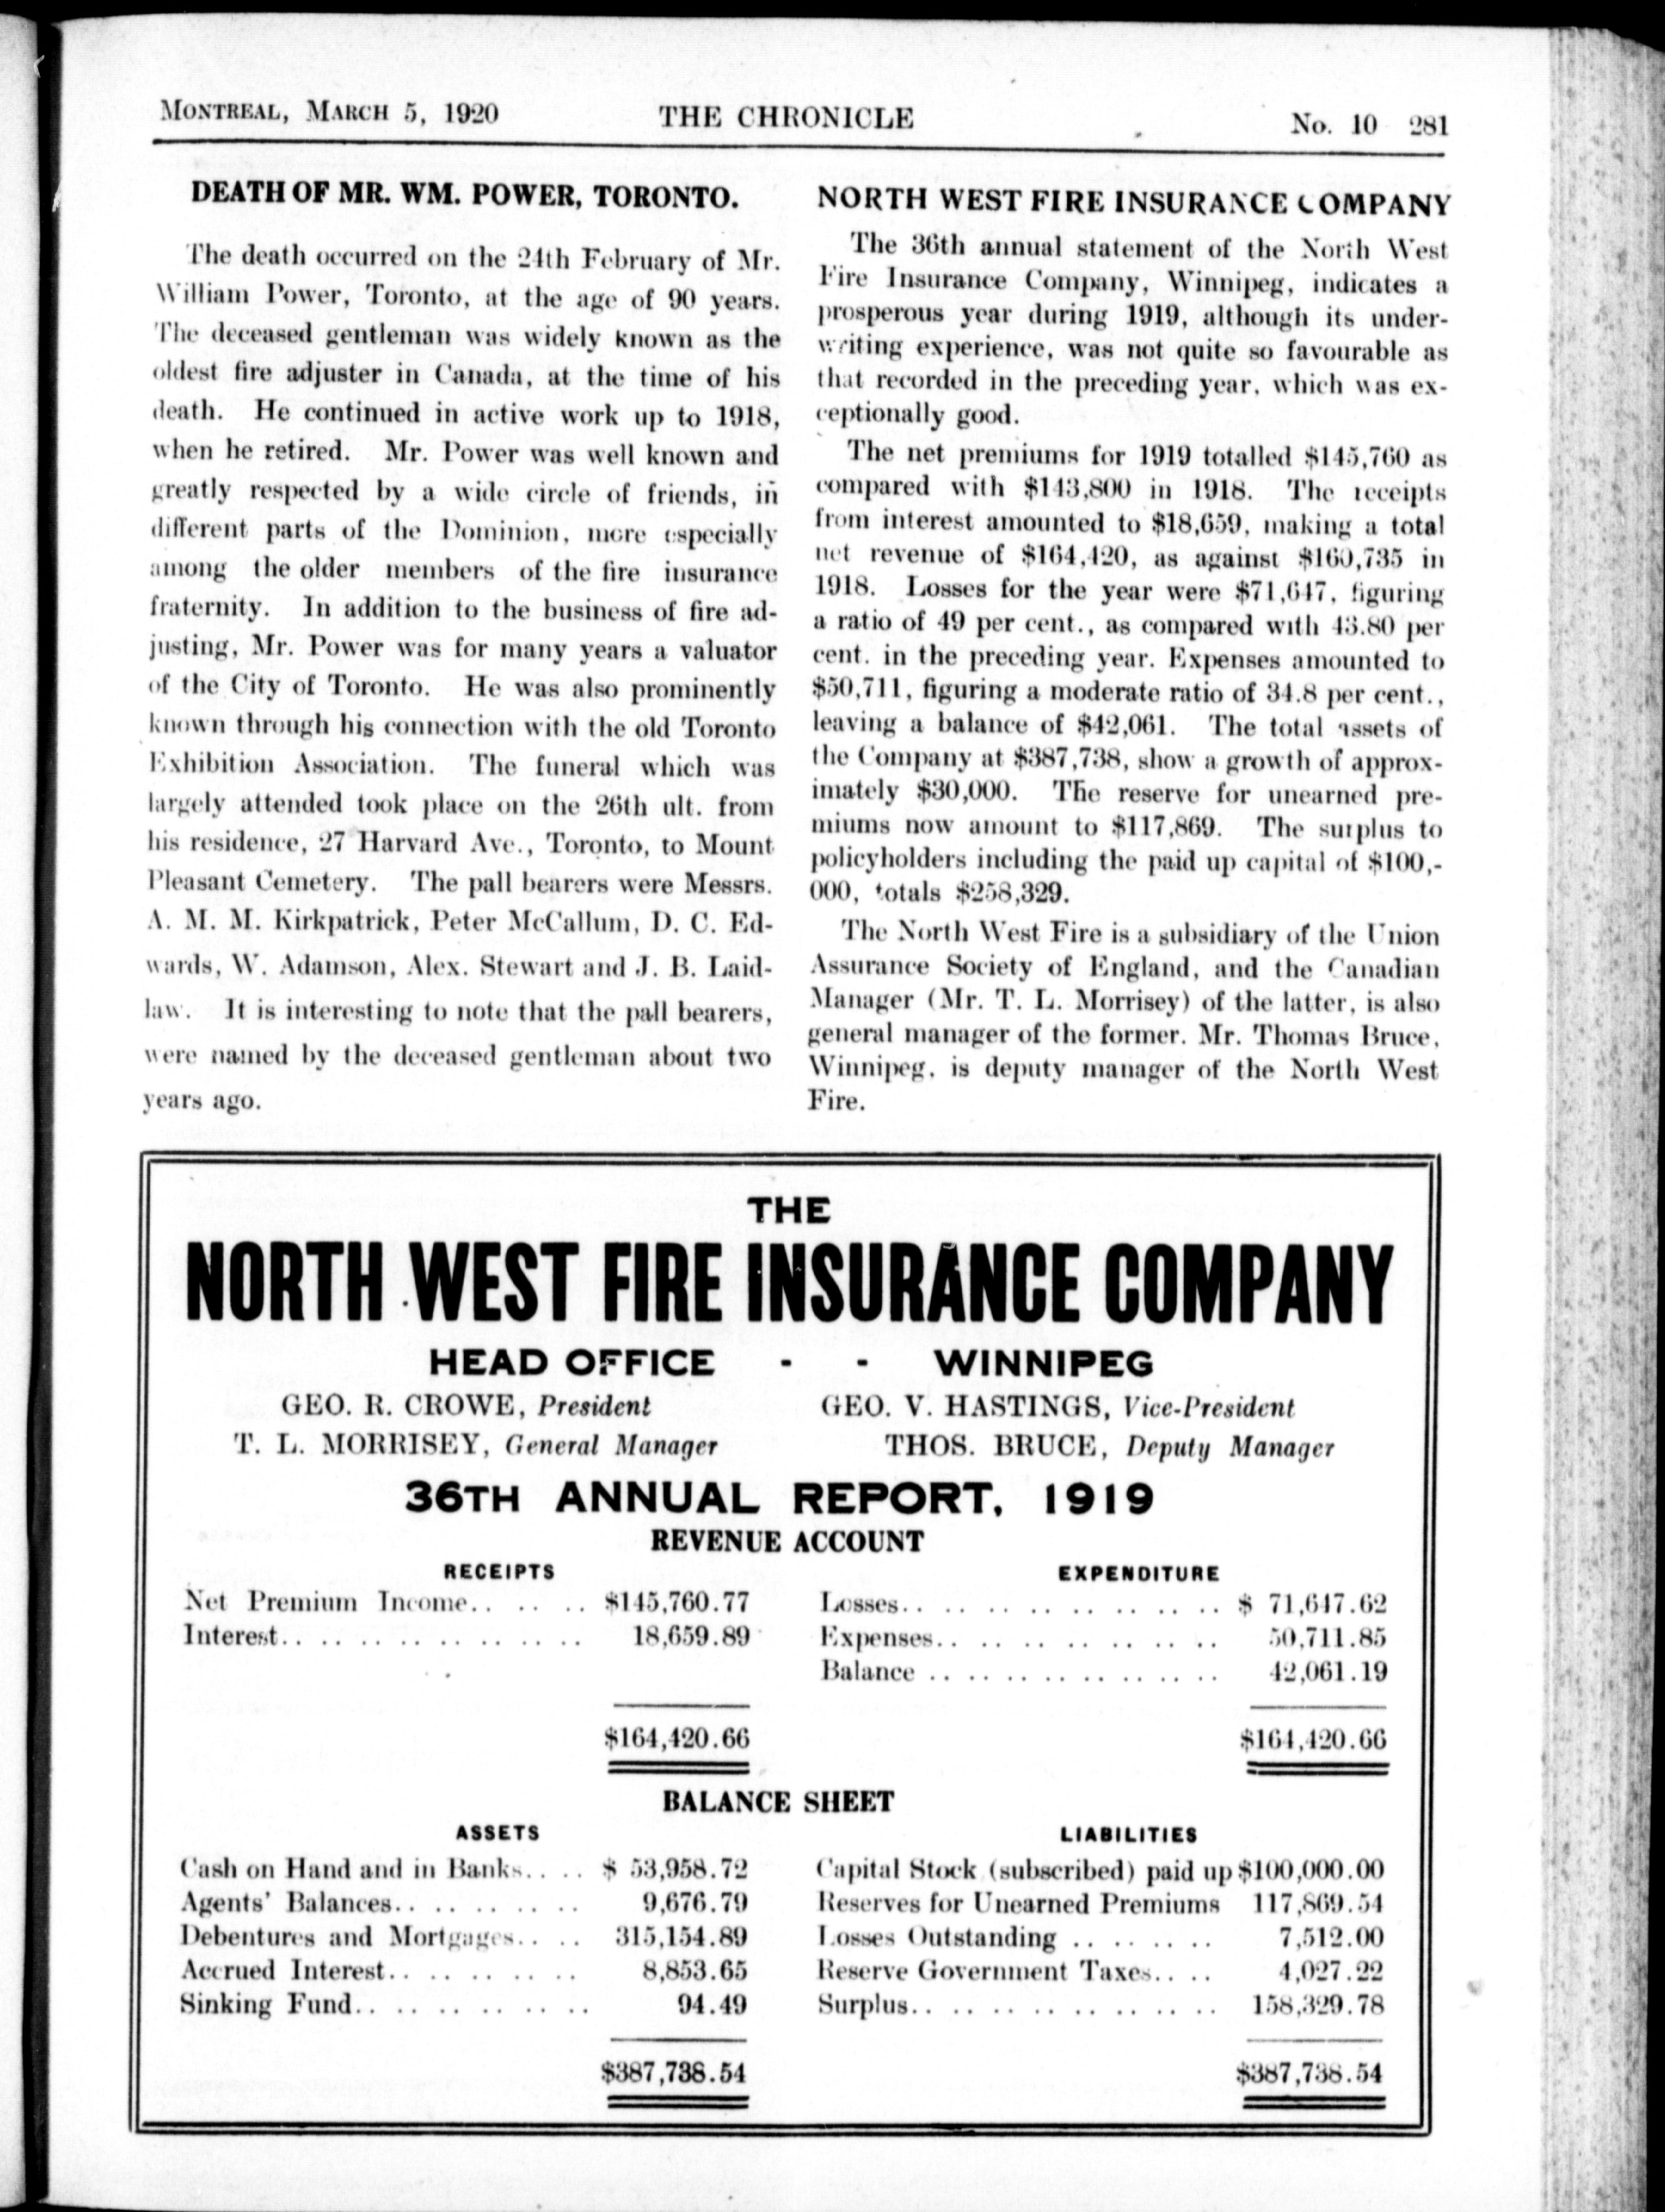 MONTREAL, MARCH 5, 1920 THE CHRONICLE No. 10 281
DEATH OF MR. WM. POWER, TORONTO.
The death occurred on the 24th February of Mr.
William Power, Toronto, at the age of 90 years.
The deceased gentleman was widely known as the
oldest fire adjuster in Canada, at the time of his
death. He continued in active work up to 1918,
when he retired. Mr. Power was well known and
greatly respected by a wide circle of friends, in
different parts of the Dominion, more especially
among the older members of the fire insurance
fraternity. In addition to the business of fire ad-
justing, Mr. Power was for many years a valuator
of the City of Toronto. He was also prominently
known through his connection with the old Toronto
Exhibition Association. The funeral which was
largely attended took place on the 26th ult. from
his residence, 27 Harvard Ave., Toronto, to Mount
Pleasant Cemetery. The pall bearers were Messrs.
A. M. M. Kirkpatrick, Peter McCallum, D. C. Ed-
wards, W. Adamson, Alex. Stewart and J. B. Laid-
law. It is interesting to note that the pall bearers,
were named by the deceased gentleman about two
years ago.
NORTH WEST FIRE INSURANCE COMPANY
The 36th annual statement of the North West
Fire Insurance Company, Winnipeg, indicates a
prosperous year during 1919, although its under-
writing experience, was not quite so favourable as
that recorded in the preceding year, which was ex-
ceptionally good.
The net premiums for 1919 totalled $145,760 as
compared with $143,800 in 1918. The receipts
from interest amounted to $18,659, making a total
net revenue of $164,420, as against $160,735 in
1918. Losses for the year were $71,647, figuring
a ratio of 49 per cent., as compared with 43.80 per
cent. in the preceding year. Expenses amounted to
$50,711, figuring a moderate ratio of 34.8 per cent.,
leaving a balance of $42,061. The total assets of
the Company at $387,738, show a growth of approx-
imately $30,000. The reserve for unearned pre-
miums now amount to $117,869. The surplus to
policyholders including the paid up capital of $100,-
000, totals $258,329.
The North West Fire is a subsidiary of the Union
Assurance Society of England, and the Canadian
Manager (Mr. T. L. Morrisey) of the latter, is also
general manager of the former. Mr. Thomas Bruce,
Winnipeg, is deputy manager of the North West
Fire.
THE
NORTH WEST FIRE INSURANCE COMPANY
HEAD OFFICE - - WINNIPEG
GEO. R. CROWE, President GEO. V. HASTINGS, Vice-President
T. L. MORRISEY, General Manager THOS. BRUCE, Deputy Manager
36TH ANNUAL REPORT, 1919
REVENUE ACCOUNT
RECEIPTS
Net Premium Income.. .. .. $145,760.77
Interest.. .. .. .. .. .. .. .. 18,659.89
$164,420.66
EXPENDITURE
Losses.. .. .. .. .. .. .. .. $ 71,647.62
Expenses.. .. .. .. .. .. .. 50,711.85
Balance .. .. .. .. .. .. .. 42,061.19
$164,420.66
BALANCE SHEET
ASSETS
Cash on Hand and in Banks.. .. $ 53,958.72
Agents' Balances.. .. .. .. .. 9,676.79
Debentures and Mortgages.. .. 315,154.89
Accrued Interest.. .. .. .. .. 8,853.65
Sinking Fund.. .. .. .. .. .. 94.49
$387,738.54
LIABILITIES
Capital Stock (subscribed) paid up $100,000.00
Reserves for Unearned Premiums 117,869.54
Losses Outstanding .. .. .. .. 7,512.00
Reserve Government Taxes.. .. 4,027.22
Surplus.. .. .. .. .. .. .. .. 158,329.78
$387,738.54